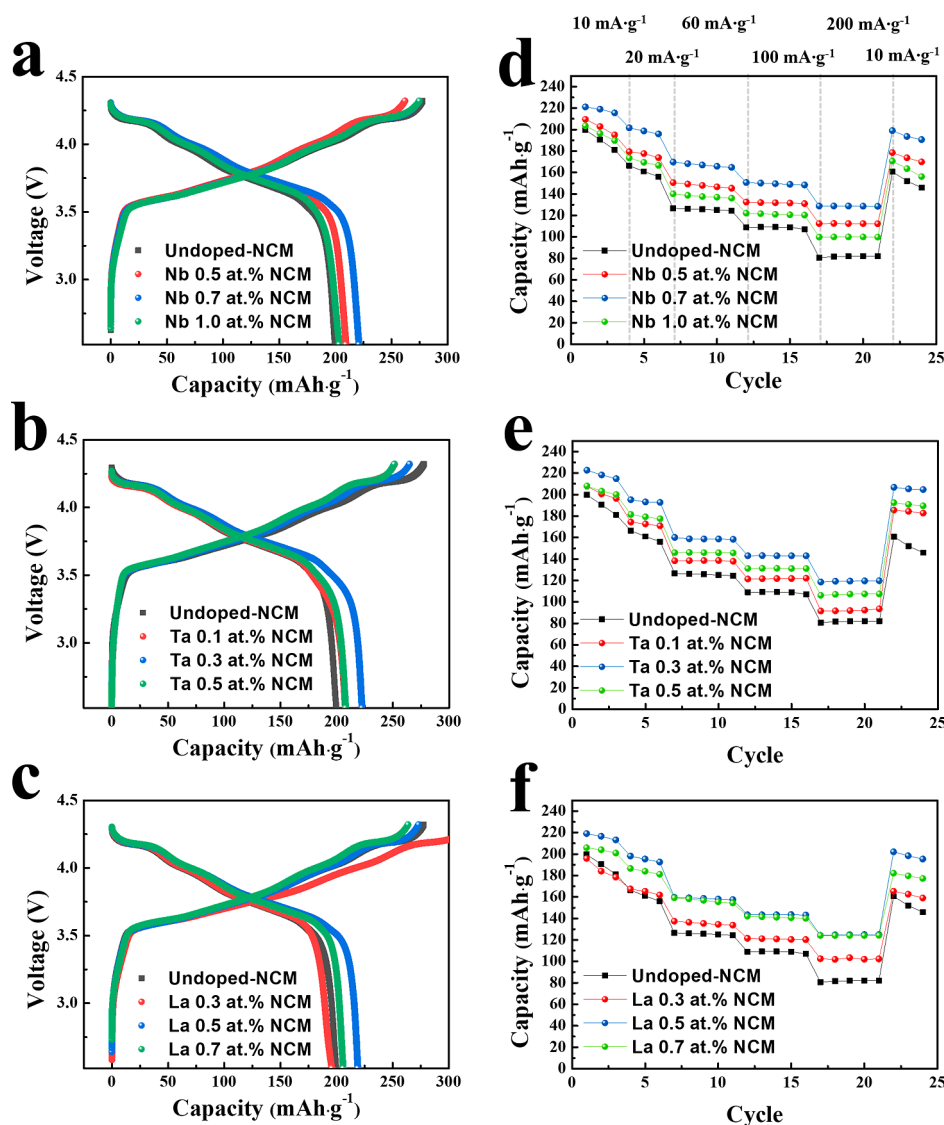 a
4.5
4.0
3.5
3.0
Voltage (V)
Undoped-NCM
Nb 0.5 at.% NCM
Nb 0.7 at.% NCM
Nb 1.0 at.% NCM
0 50 100 150 200 250 300
Capacity (mAh·g⁻¹)
10 mA·g⁻¹ 60 mA·g⁻¹ 200 mA·g⁻¹
20 mA·g⁻¹ 100 mA·g⁻¹ 10 mA·g⁻¹
d
240
220
200
180
160
140
120
100
80
60
40
20
0
Capacity (mAh·g⁻¹)
Undoped-NCM
Nb 0.5 at.% NCM
Nb 0.7 at.% NCM
Nb 1.0 at.% NCM
0 5 10 15 20 25
Cycle
b
4.5
4.0
3.5
3.0
Voltage (V)
Undoped-NCM
Ta 0.1 at.% NCM
Ta 0.3 at.% NCM
Ta 0.5 at.% NCM
0 50 100 150 200 250 300
Capacity (mAh·g⁻¹)
e
240
220
200
180
160
140
120
100
80
60
40
20
0
Capacity (mAh·g⁻¹)
Undoped-NCM
Ta 0.1 at.% NCM
Ta 0.3 at.% NCM
Ta 0.5 at.% NCM
0 5 10 15 20 25
Cycle
c
4.5
4.0
3.5
3.0
Voltage (V)
Undoped-NCM
La 0.3 at.% NCM
La 0.5 at.% NCM
La 0.7 at.% NCM
0 50 100 150 200 250 300
Capacity (mAh·g⁻¹)
f
240
220
200
180
160
140
120
100
80
60
40
20
0
Capacity (mAh·g⁻¹)
Undoped-NCM
La 0.3 at.% NCM
La 0.5 at.% NCM
La 0.7 at.% NCM
0 5 10 15 20 25
Cycle